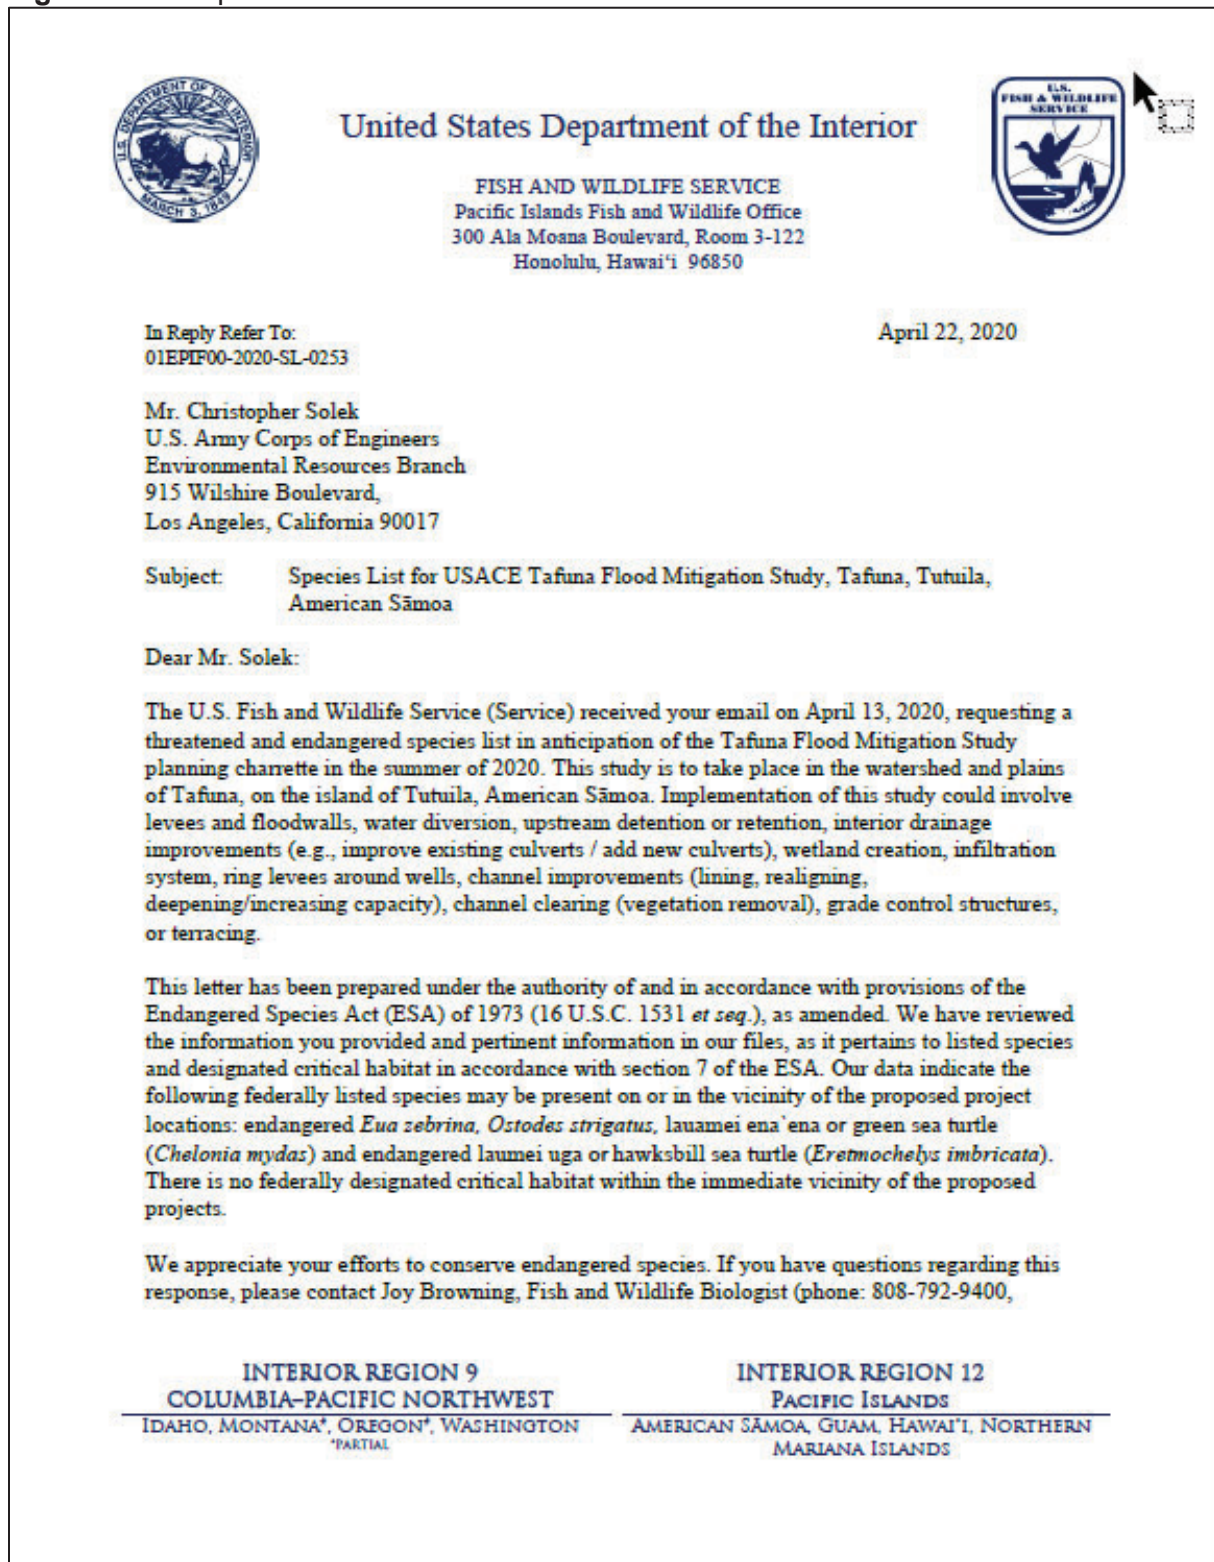 U.S. DEPARTMENT OF THE INTERIOR
MARCH 3, 1849
United States Department of the Interior
U.S.
FISH & WILDLIFE
SERVICE
FISH AND WILDLIFE SERVICE
Pacific Islands Fish and Wildlife Office
300 Ala Moana Boulevard, Room 3-122
Honolulu, Hawai‘i 96850
In Reply Refer To:
01EPIF00-2020-SL-0253
April 22, 2020
Mr. Christopher Solek
U.S. Army Corps of Engineers
Environmental Resources Branch
915 Wilshire Boulevard,
Los Angeles, California 90017
Subject: Species List for USACE Tafuna Flood Mitigation Study, Tafuna, Tutuila,
American Sāmoa
Dear Mr. Solek:
The U.S. Fish and Wildlife Service (Service) received your email on April 13, 2020, requesting a
threatened and endangered species list in anticipation of the Tafuna Flood Mitigation Study
planning charrette in the summer of 2020. This study is to take place in the watershed and plains
of Tafuna, on the island of Tutuila, American Sāmoa. Implementation of this study could involve
levees and floodwalls, water diversion, upstream detention or retention, interior drainage
improvements (e.g., improve existing culverts / add new culverts), wetland creation, infiltration
system, ring levees around wells, channel improvements (lining, realigning,
deepening/increasing capacity), channel clearing (vegetation removal), grade control structures,
or terracing.
This letter has been prepared under the authority of and in accordance with provisions of the
Endangered Species Act (ESA) of 1973 (16 U.S.C. 1531 et seq.), as amended. We have reviewed
the information you provided and pertinent information in our files, as it pertains to listed species
and designated critical habitat in accordance with section 7 of the ESA. Our data indicate the
following federally listed species may be present on or in the vicinity of the proposed project
locations: endangered Eua zebrina, Ostodes strigatus, lauamei ena`ena or green sea turtle
(Chelonia mydas) and endangered laumei uga or hawksbill sea turtle (Eretmochelys imbricata).
There is no federally designated critical habitat within the immediate vicinity of the proposed
projects.
We appreciate your efforts to conserve endangered species. If you have questions regarding this
response, please contact Joy Browning, Fish and Wildlife Biologist (phone: 808-792-9400,
INTERIOR REGION 9
COLUMBIA–PACIFIC NORTHWEST
IDAHO, MONTANA*, OREGON*, WASHINGTON
*PARTIAL
INTERIOR REGION 12
PACIFIC ISLANDS
AMERICAN SĀMOA, GUAM, HAWAI‘I, NORTHERN
MARIANA ISLANDS